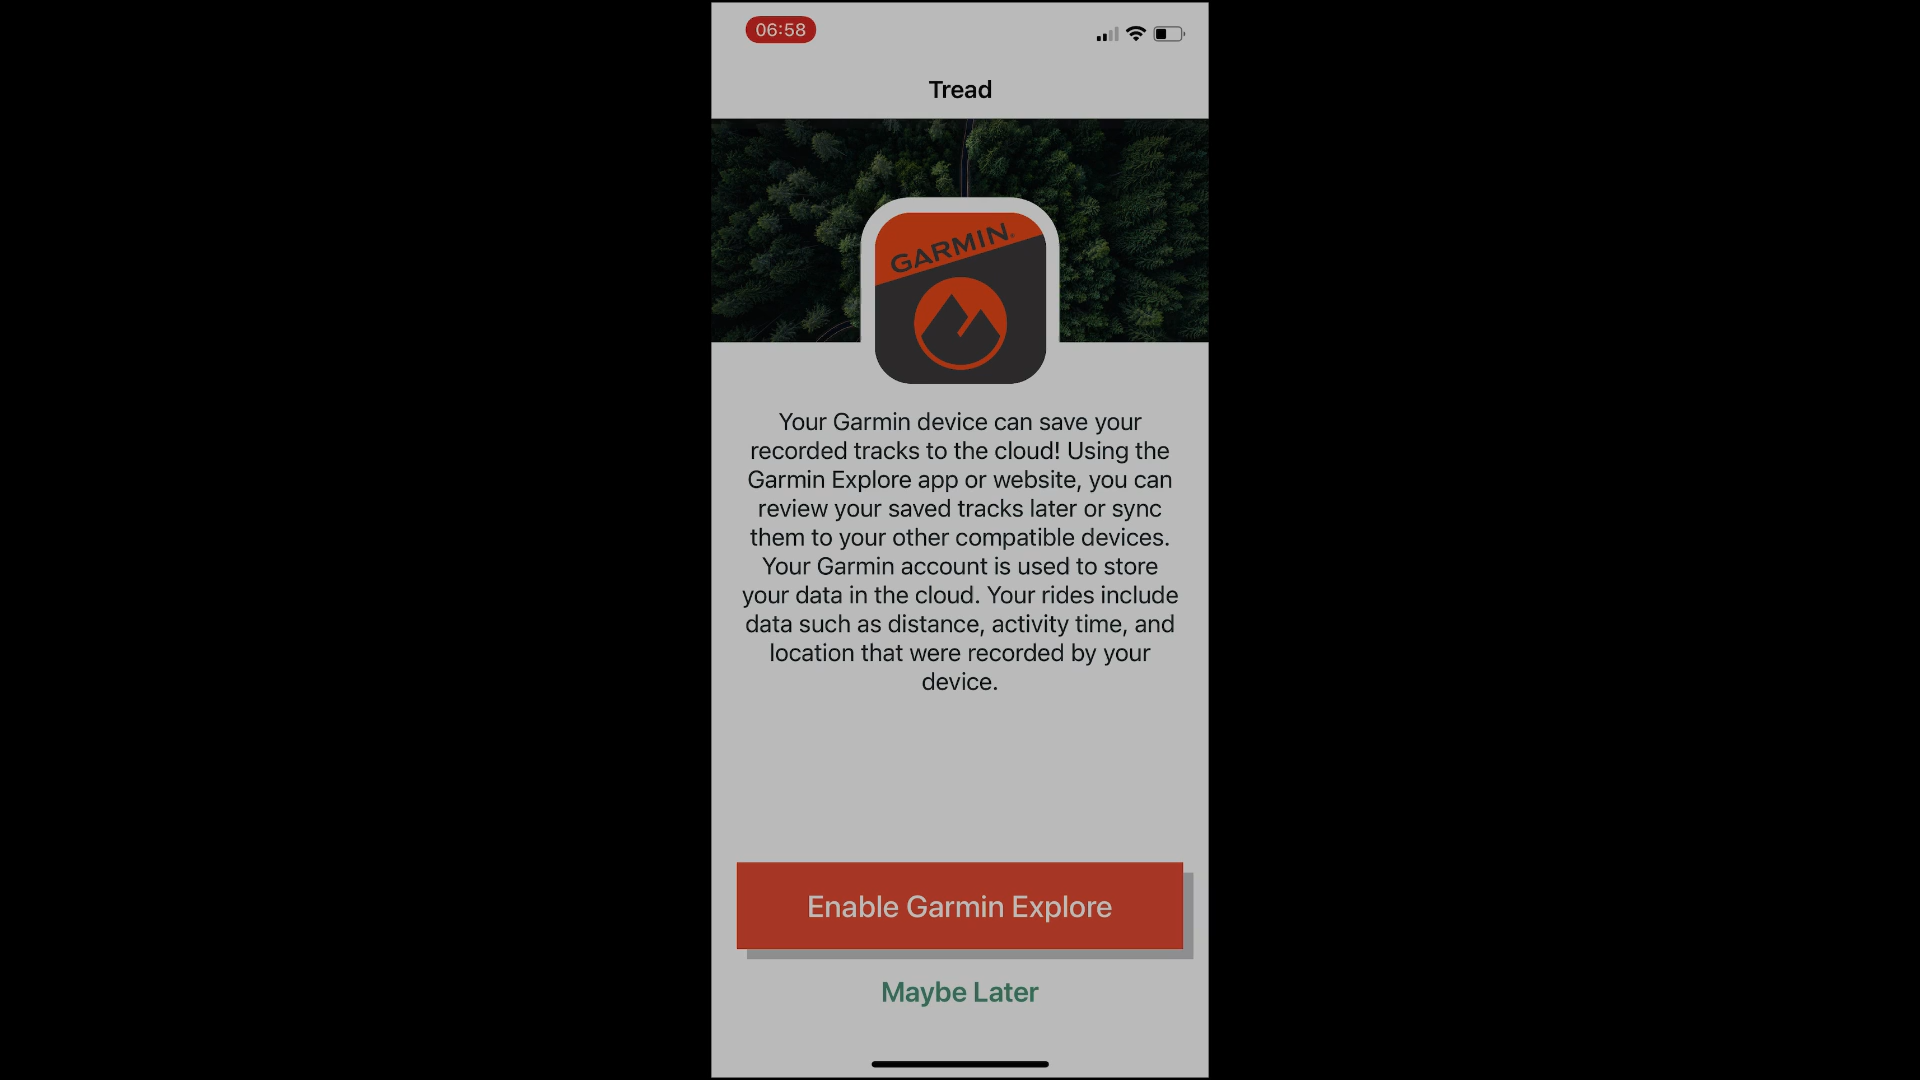 06:58
Tread
GARMIN
Your Garmin device can save your
recorded tracks to the cloud! Using the
Garmin Explore app or website, you can
review your saved tracks later or sync
them to your other compatible devices.
Your Garmin account is used to store
your data in the cloud. Your rides include
data such as distance, activity time, and
location that were recorded by your
device.
Enable Garmin Explore
Maybe Later